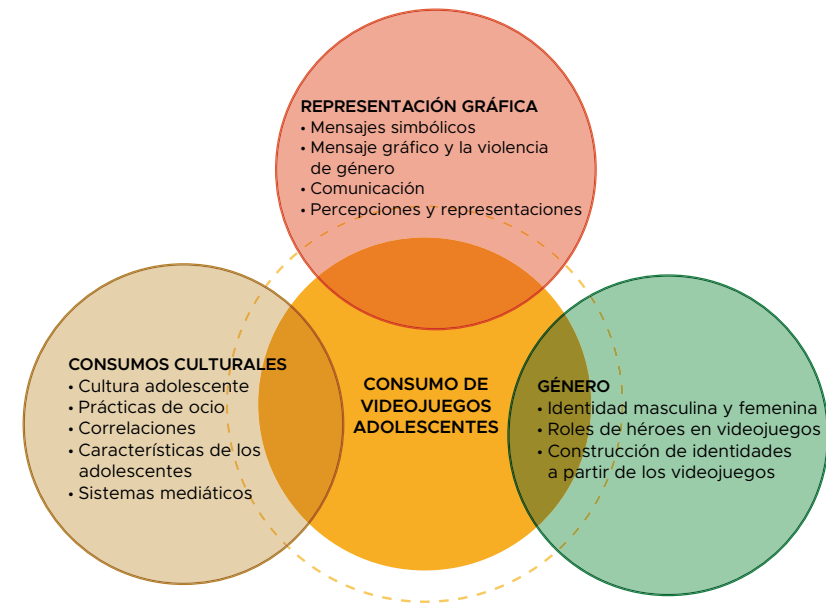 REPRESENTACIÓN GRÁFICA
• Mensajes simbólicos
• Mensaje gráfico y la violencia
de género
• Comunicación
• Percepciones y representaciones
CONSUMOS CULTURALES
• Cultura adolescente
• Prácticas de ocio
• Correlaciones
• Características de los
adolescentes
• Sistemas mediáticos
CONSUMO DE
VIDEOJUEGOS
ADOLESCENTES
GÉNERO
• Identidad masculina y femenina
• Roles de héroes en videojuegos
• Construcción de identidades
a partir de los videojuegos